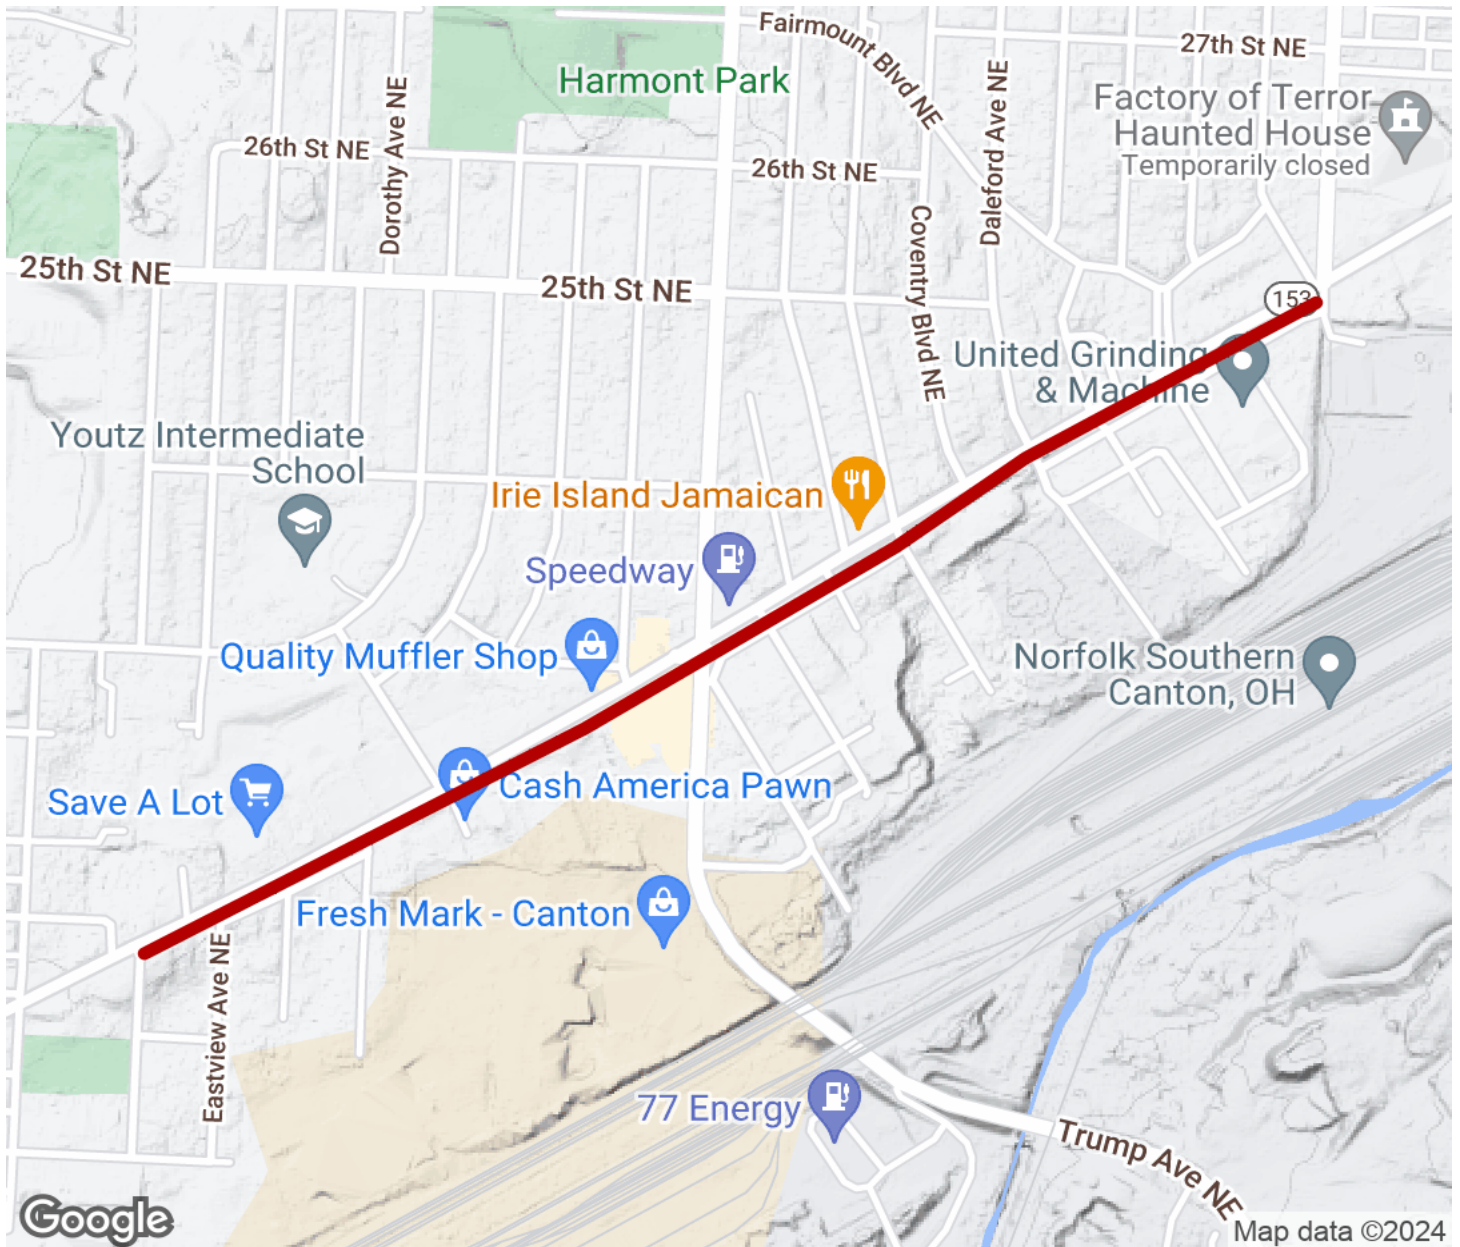 Fairmount Blvd NE
27th St NE
Harmont Park
Dorothy Ave NE
Daleford Ave NE
Factory of Terror
Haunted House
Temporarily closed
26th St NE
26th St NE
Coventry Blvd NE
25th St NE
25th St NE
153
United Grinding
& Machine
Youtz Intermediate
School
Irie Island Jamaican
Speedway
Quality Muffler Shop
Norfolk Southern
Canton, OH
Save A Lot
Cash America Pawn
Fresh Mark - Canton
Eastview Ave NE
77 Energy
Trump Ave NE
Google
Map data ©2024